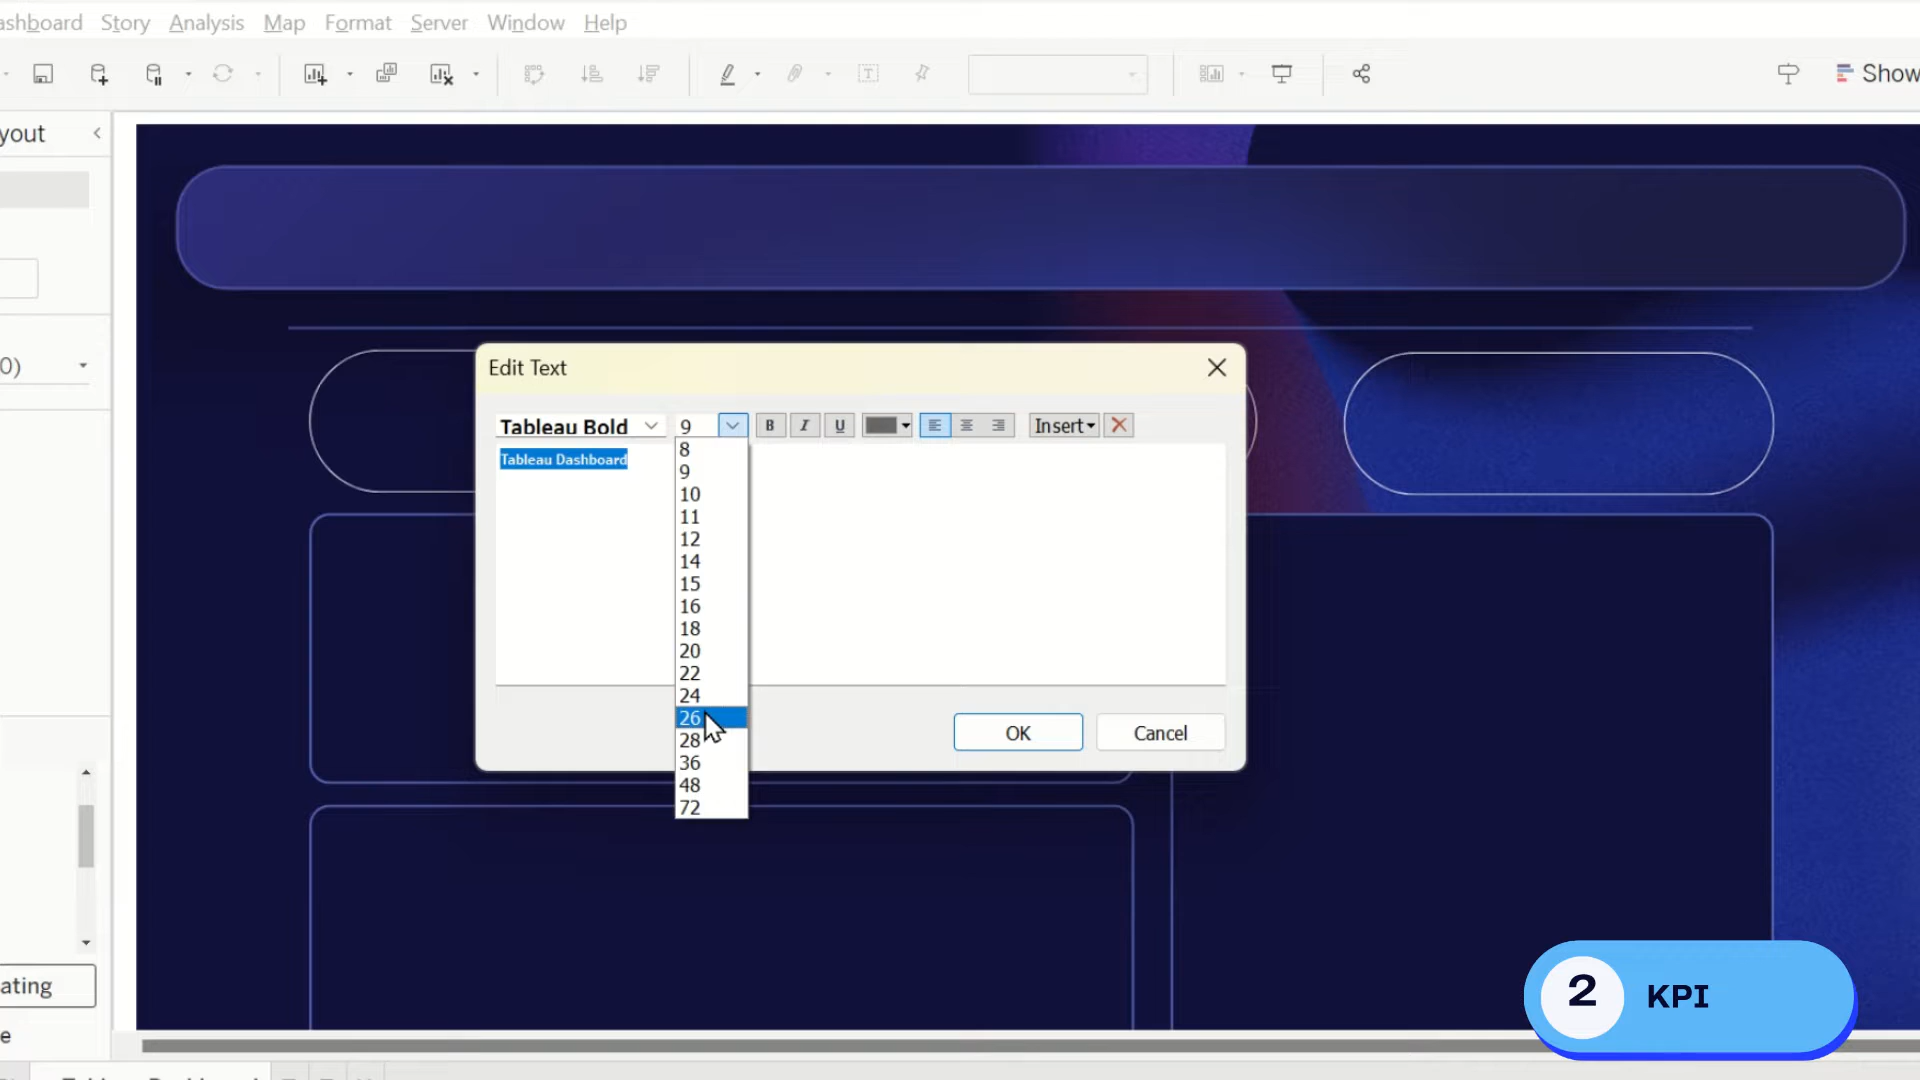 ashboard Story Analysis Map Format Server Window Help
Show
yout
0)
Edit Text
Tableau Bold 9 B I U Insert
Tableau Dashboard
8
9
10
11
12
14
15
16
18
20
22
24
26
28
36
48
72
OK Cancel
ating
e
2 KPI